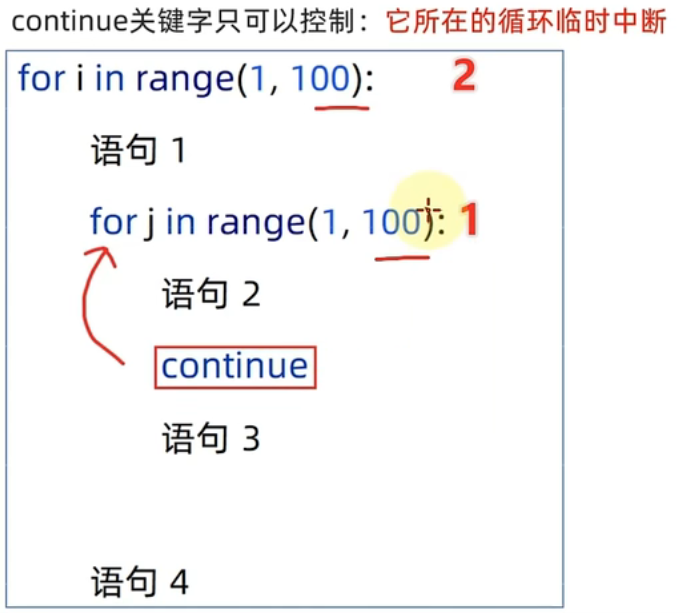 continue关键字只可以控制：它所在的循环临时中断
for i in range(1, 100): 2
语句 1
for j in range(1, 100): 1
语句 2
continue
语句 3
语句 4